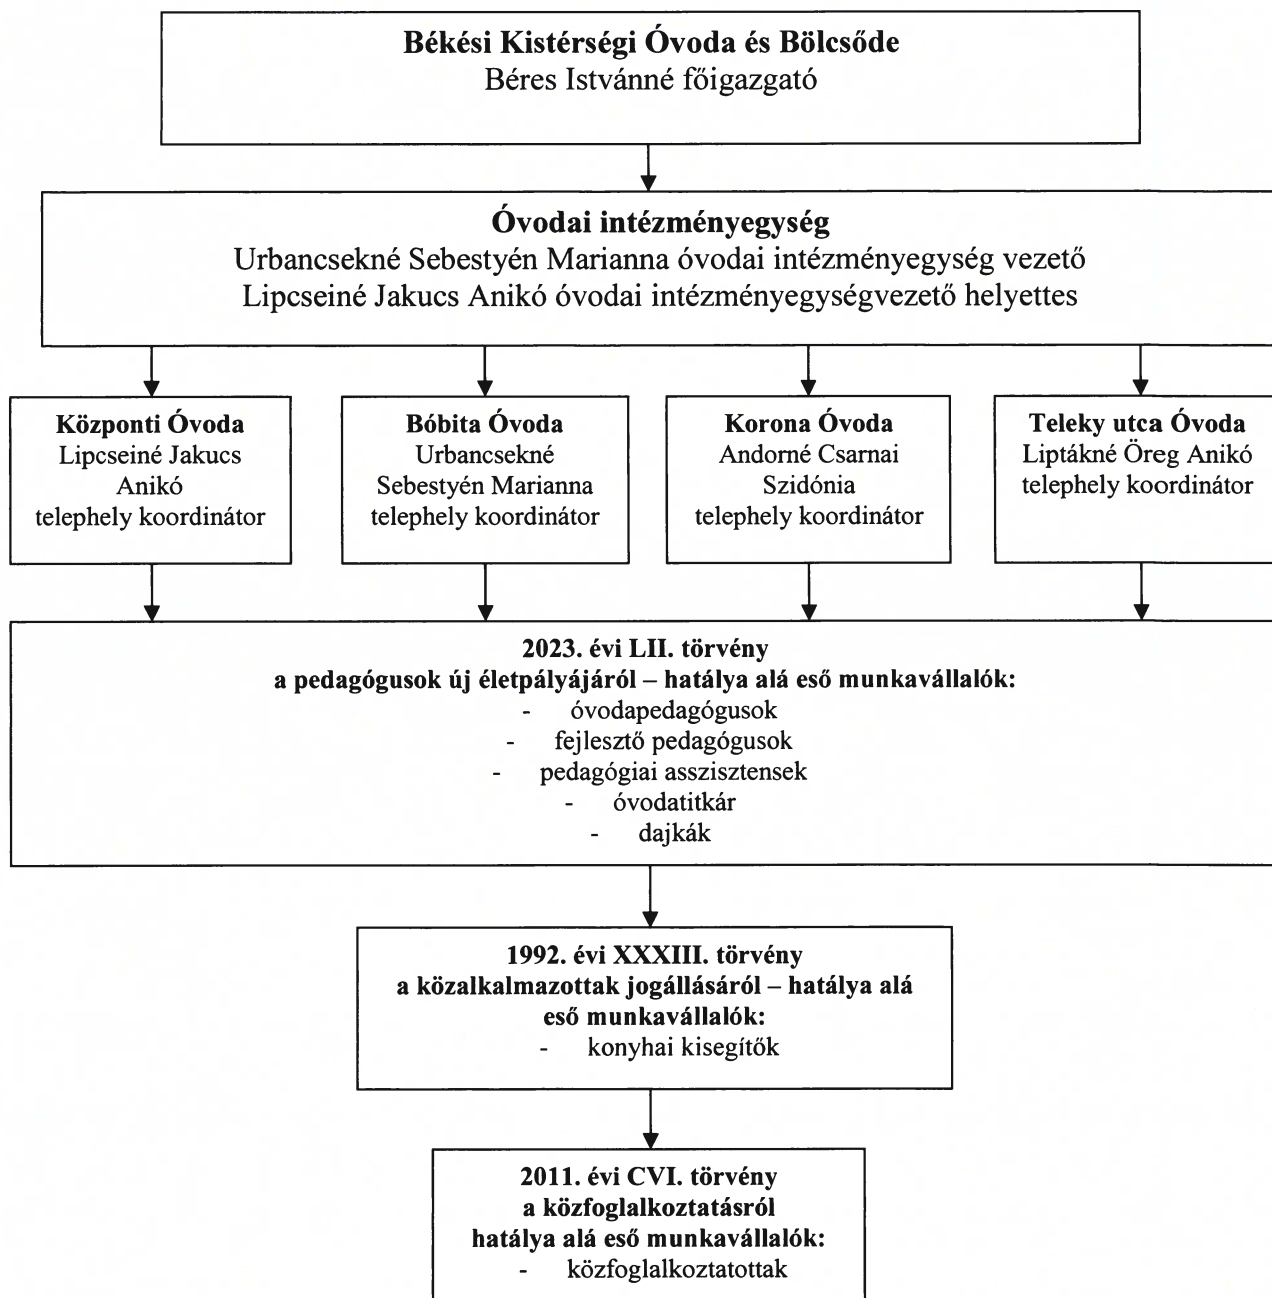 Békési Kistérségi Óvoda és Bölcsőde
Béres Istvánné főigazgató
Óvodai intézményegység
Urbancsekné Sebestyén Marianna óvodai intézményegység vezető
Lipcseiné Jakucs Anikó óvodai intézményegységvezető helyettes
Központi Óvoda
Lipcseiné Jakucs
Anikó
telephely koordinátor
Bóbita Óvoda
Urbancsekné
Sebestyén Marianna
telephely koordinátor
Korona Óvoda
Andorné Csarnai
Szidónia
telephely koordinátor
Teleky utca Óvoda
Liptákné Öreg Anikó
telephely koordinátor
2023. évi LII. törvény
a pedagógusok új életpályájáról – hatálya alá eső munkavállalók:
- óvodapedagógusok
- fejlesztő pedagógusok
- pedagógiai asszisztensek
- óvodatitkár
- dajkák
1992. évi XXXIII. törvény
a közalkalmazottak jogállásáról – hatálya alá
eső munkavállalók:
- konyhai kisegítők
2011. évi CVI. törvény
a közfoglalkoztatásról
hatálya alá eső munkavállalók:
- közfoglalkoztatottak